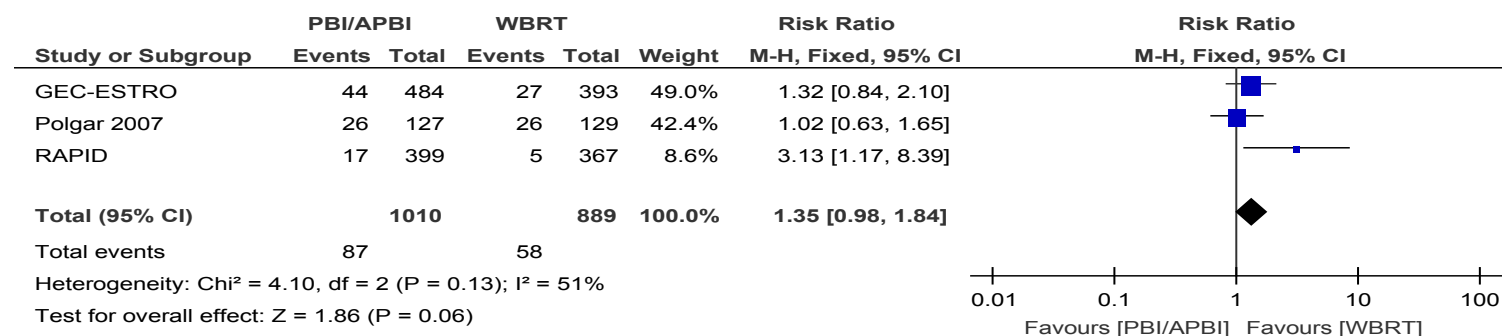 PBI/APBI WBRT Risk Ratio Risk Ratio
Study or Subgroup Events Total Events Total Weight M-H, Fixed, 95% CI M-H, Fixed, 95% CI
GEC-ESTRO 44 484 27 393 49.0% 1.32 [0.84, 2.10]
Polgar 2007 26 127 26 129 42.4% 1.02 [0.63, 1.65]
RAPID 17 399 5 367 8.6% 3.13 [1.17, 8.39]
Total (95% CI) 1010 889 100.0% 1.35 [0.98, 1.84]
Total events 87 58
Heterogeneity: Chi² = 4.10, df = 2 (P = 0.13); I² = 51%
Test for overall effect: Z = 1.86 (P = 0.06)
0.01 0.1 1 10 100
Favours [PBI/APBI] Favours [WBRT]